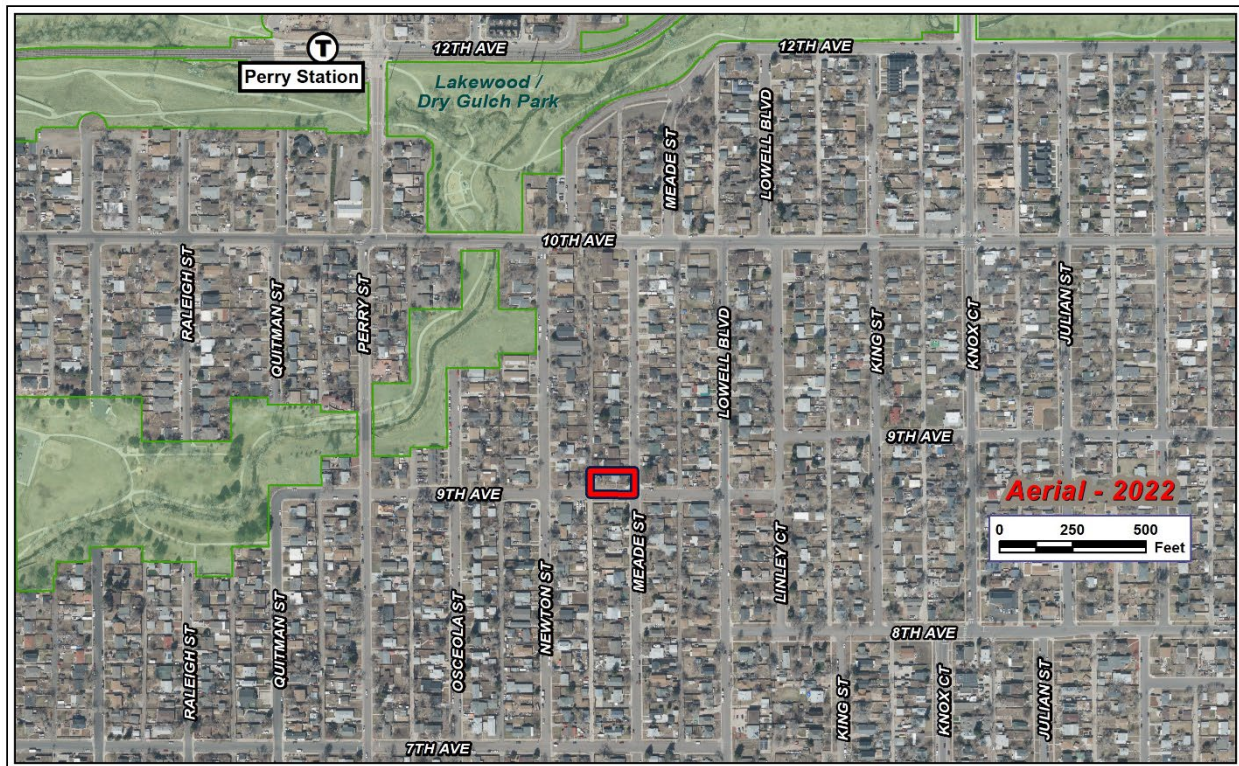 12TH AVE
12TH AVE
T
Perry Station
Lakewood /
Dry Gulch Park
MEADE ST
LOWELL BLVD
10TH AVE
RALEIGH ST
QUITMAN ST
PERRY ST
LOWELL BLVD
KING ST
KNOX CT
JULIAN ST
9TH AVE
9TH AVE
Aerial - 2022
0 250 500
Feet
MEADE ST
LINLEY CT
NEWTON ST
OSCEOLA ST
QUITMAN ST
RALEIGH ST
8TH AVE
KING ST
KNOX CT
JULIAN ST
7TH AVE